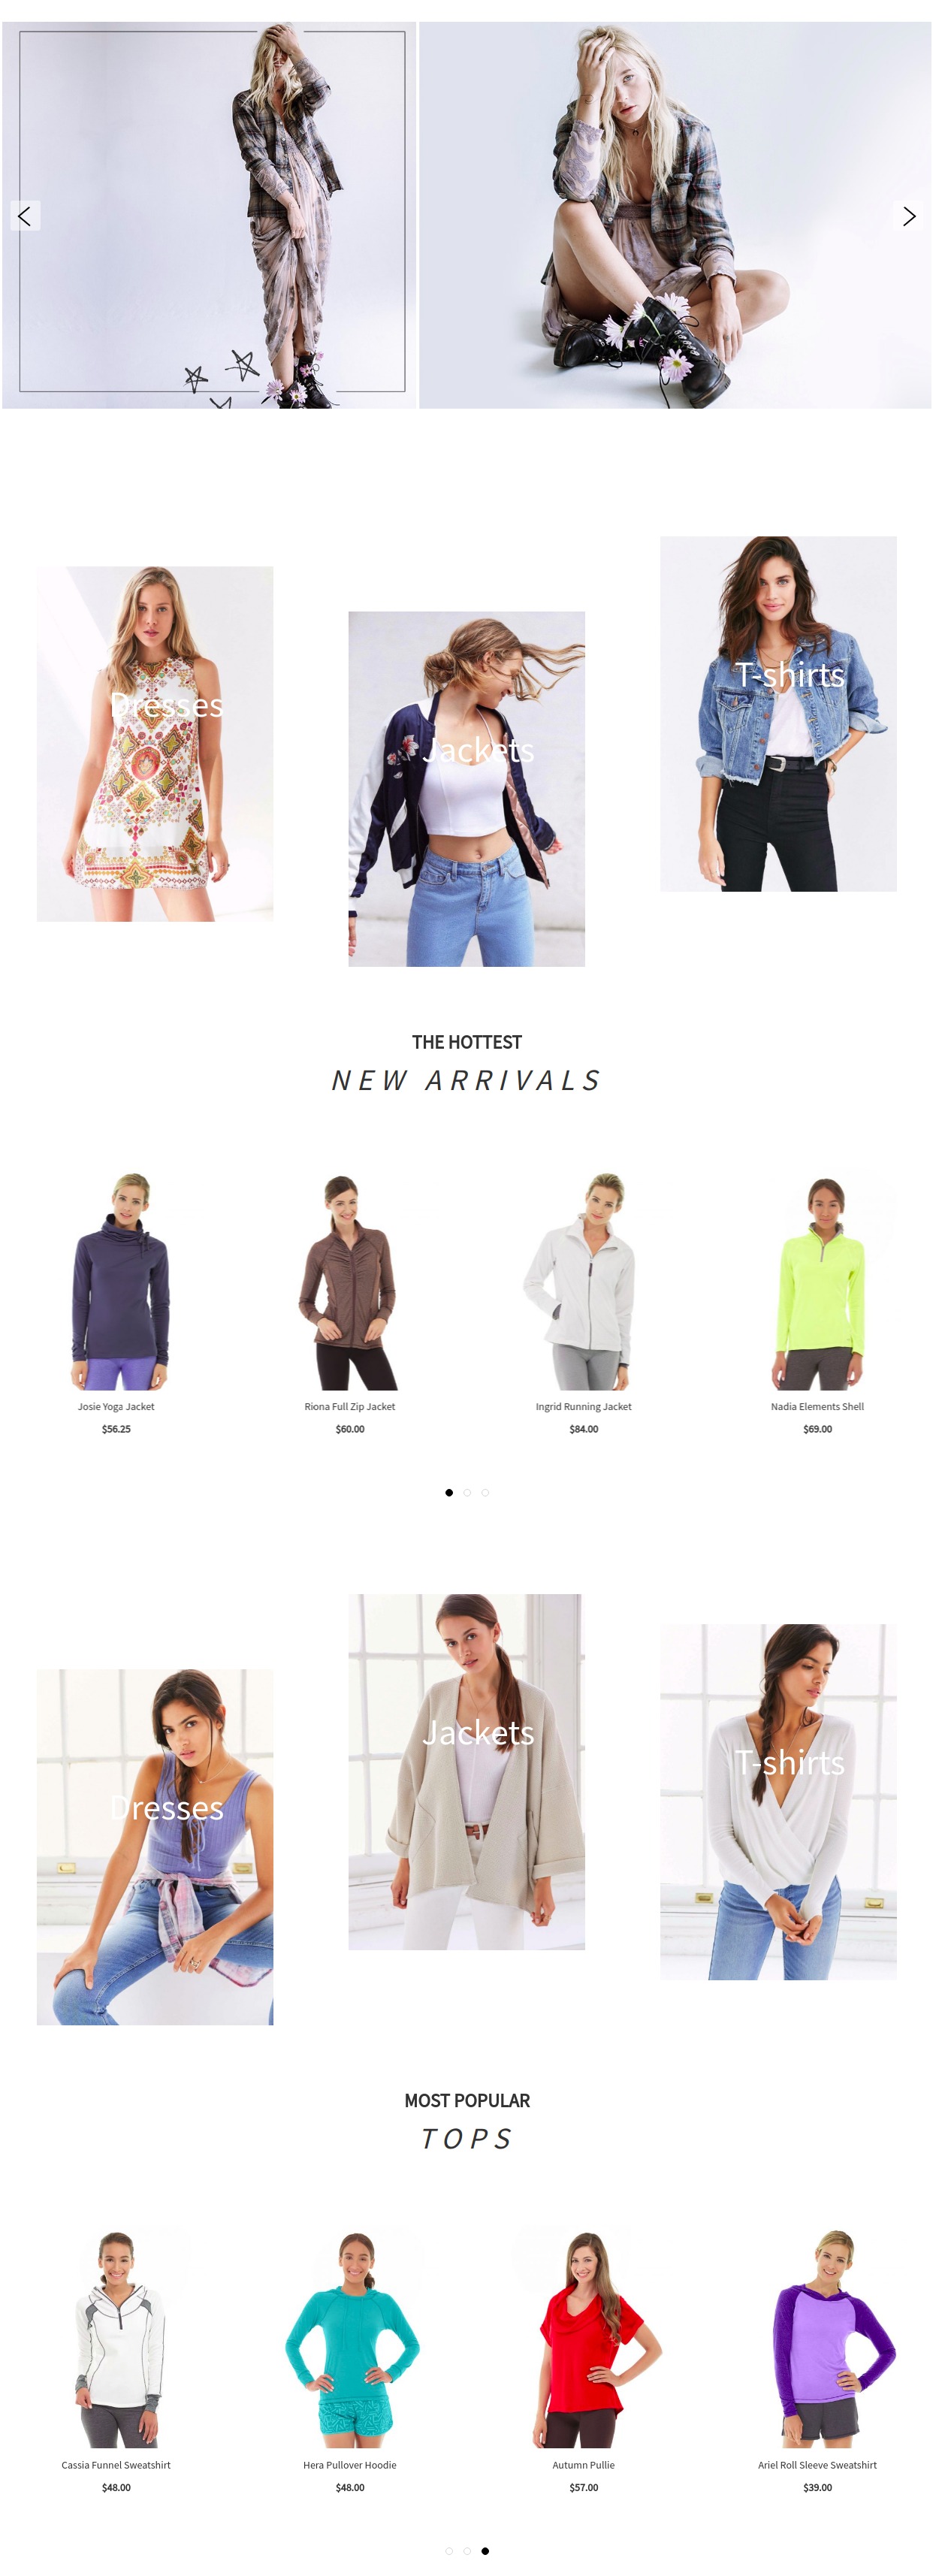 T-shirts
Dresses
Jackets
THE HOTTEST
NEW ARRIVALS
Josie Yoga Jacket
$56.25
Riona Full Zip Jacket
$60.00
Ingrid Running Jacket
$84.00
Nadia Elements Shell
$69.00
Jackets
T-shirts
Dresses
MOST POPULAR
TOPS
Cassia Funnel Sweatshirt
$48.00
Hera Pullover Hoodie
$48.00
Autumn Pullie
$57.00
Ariel Roll Sleeve Sweatshirt
$39.00